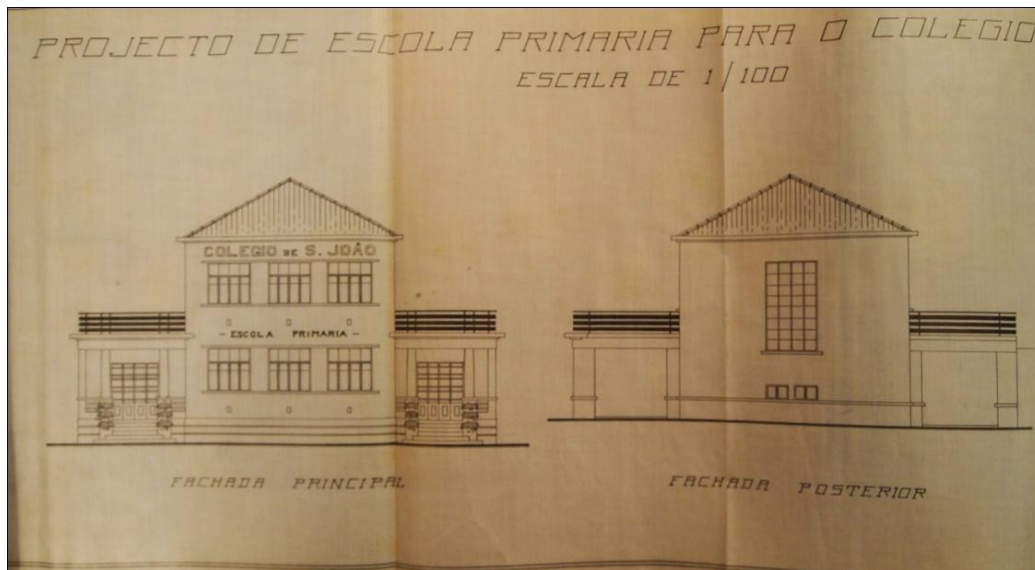 PROJECTO DE ESCOLA PRIMARIA PARA O COLEGIO
ESCALA DE 1/100
COLEGIO DE S. JOÃO
- ESCOLA PRIMARIA -
FACHADA PRINCIPAL
FACHADA POSTERIOR